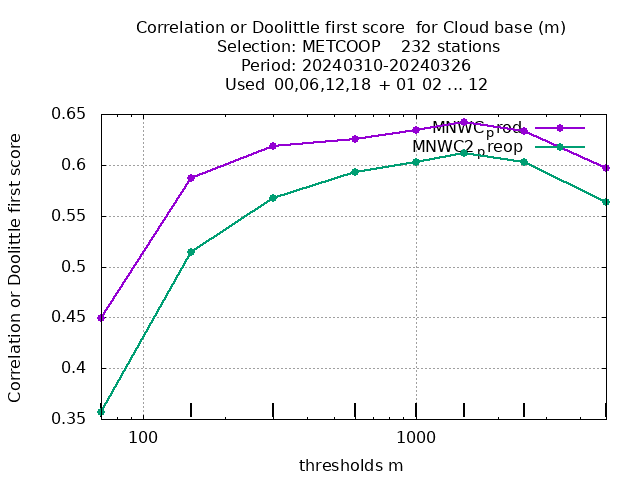 Correlation or Doolittle first score  for Cloud base (m)
Selection: METCOOP    232 stations
Period: 20240310-20240326
Used  00,06,12,18 + 01 02 ... 12
Correlation or Doolittle first score
0.65
0.6
0.55
0.5
0.45
0.4
0.35
MNWCprod
MNWC2preop
100
1000
thresholds m